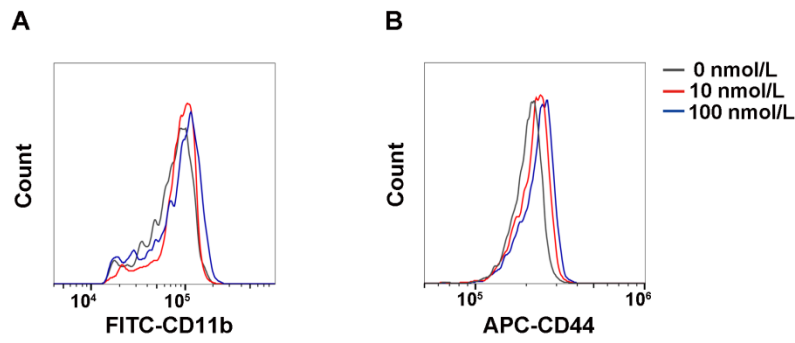 A
B
Count
10⁴
10⁵
FITC-CD11b
Count
10⁵
10⁶
APC-CD44
0 nmol/L
10 nmol/L
100 nmol/L